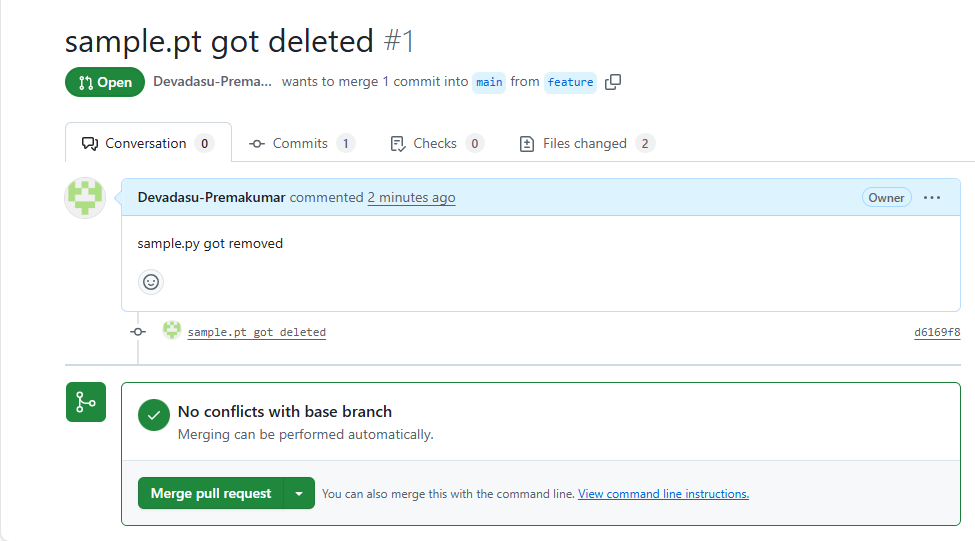 sample.pt got deleted #1
Open Devadasu-Prema... wants to merge 1 commit into main from feature
Conversation 0 Commits 1 Checks 0 Files changed 2
Devadasu-Premakumar commented 2 minutes ago Owner ...
sample.py got removed
sample.pt got deleted d6169f8
No conflicts with base branch
Merging can be performed automatically.
Merge pull request You can also merge this with the command line. View command line instructions.